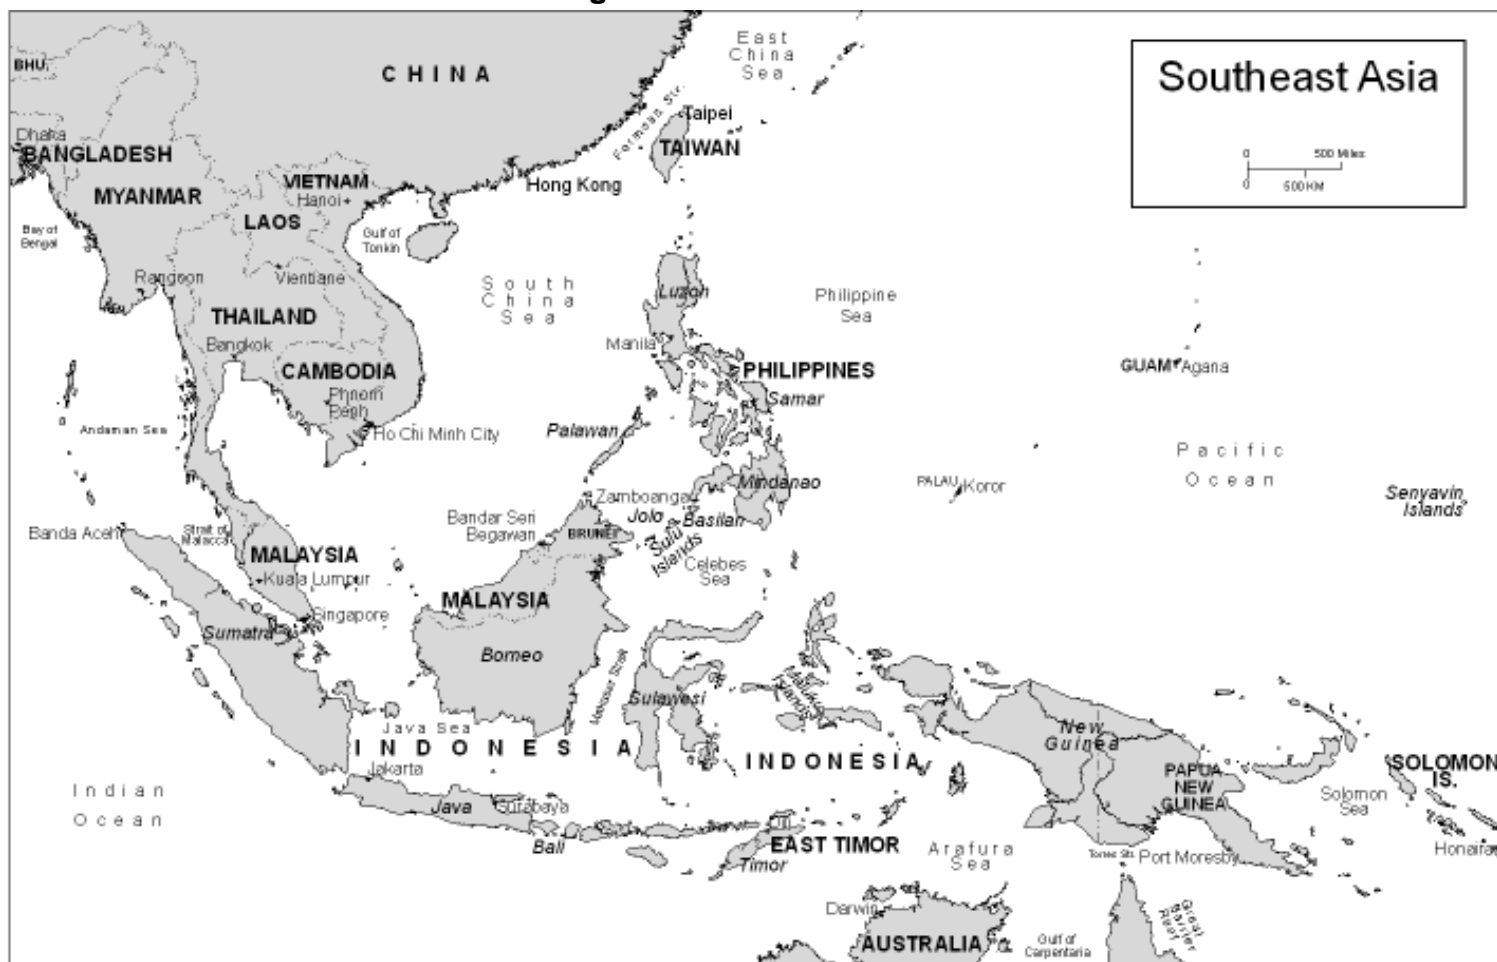 g
Southeast Asia
0 500 Miles
0 500 KM
East
China
Sea
BHU.
CHINA
Formosan Str.
Taipei
TAIWAN
Dhaka
BANGLADESH
MYANMAR
VIETNAM
Hanoi
Hong Kong
LAOS
Bay of
Bengal
Gulf of
Tonkin
Rangoon
Vientiane
South
China
Sea
Luzon
Philippine
Sea
THAILAND
Bangkok
Manila
CAMBODIA
PHILIPPINES
GUAM
Agana
Phnom
Penh
Samar
Andaman Sea
Ho Chi Minh City
Palawan
Pacific
Ocean
Mindanao
PALAU
Koror
Senyavin
Islands
Zamboanga
Jolo
Basilan
Bandar Seri
Begawan
BRUNEI
Sulu
Islands
Celebes
Sea
Banda Aceh
Strait of
Malacca
MALAYSIA
Kuala Lumpur
MALAYSIA
Singapore
Sumatra
Borneo
Makassar Strait
Sulawesi
Maluku
Islands
Java Sea
INDONESIA
INDONESIA
New
Guinea
Jakarta
PAPUA
NEW
GUINEA
SOLOMON
IS.
Solomon
Sea
Indian
Ocean
Java
Surabaya
Bali
Dili
EAST TIMOR
Timor
Arafura
Sea
Torres Str.
Port Moresby
Honaira
Darwin
AUSTRALIA
Gulf of
Carpentaria
Great
Barrier
Reef